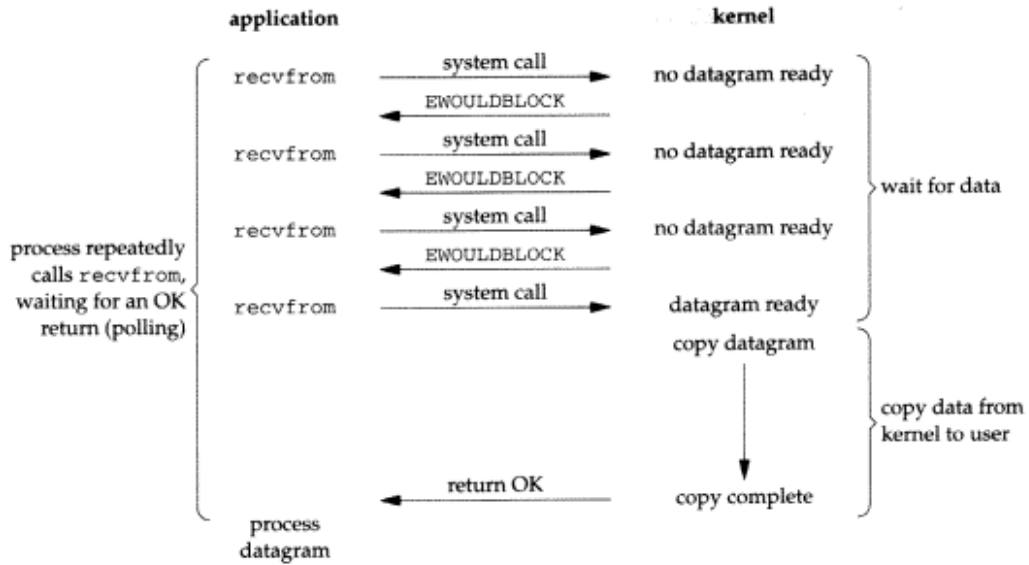 application
kernel
recvfrom
system call
no datagram ready
EWOULDBLOCK
recvfrom
system call
no datagram ready
EWOULDBLOCK
wait for data
recvfrom
system call
no datagram ready
process repeatedly
calls recvfrom,
waiting for an OK
return (polling)
EWOULDBLOCK
recvfrom
system call
datagram ready
copy datagram
copy data from
kernel to user
return OK
copy complete
process
datagram